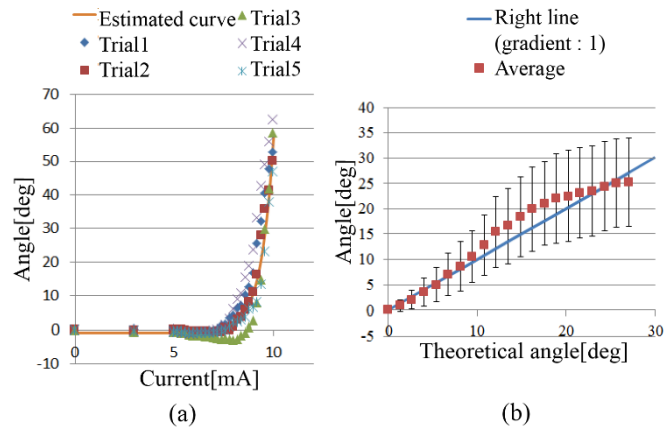 Estimated curve
Trial1
Trial2
Trial3
Trial4
Trial5
70
60
50
40
30
20
10
0
-10
Angle[deg]
0
5
10
Current[mA]
(a)
Right line
(gradient : 1)
Average
40
35
30
25
20
15
10
5
0
-5
Angle[deg]
0
10
20
30
Theoretical angle[deg]
(b)